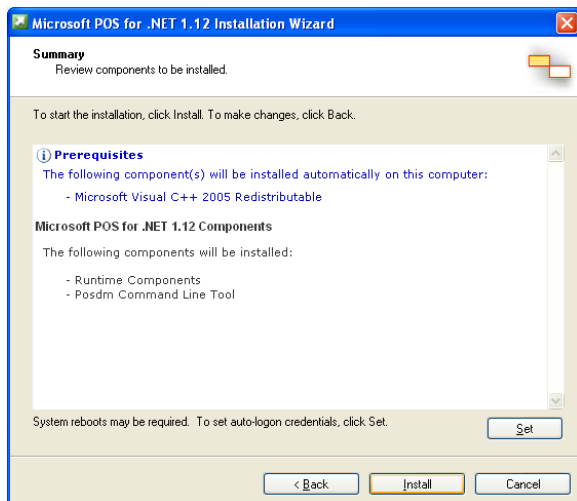 Microsoft POS for .NET 1.12 Installation Wizard
Summary
Review components to be installed.
To start the installation, click Install. To make changes, click Back.
Prerequisites
The following component(s) will be installed automatically on this computer:
- Microsoft Visual C++ 2005 Redistributable
Microsoft POS for .NET 1.12 Components
The following components will be installed:
- Runtime Components
- Posdm Command Line Tool
System reboots may be required. To set auto-logon credentials, click Set.
Set
< Back
Install
Cancel